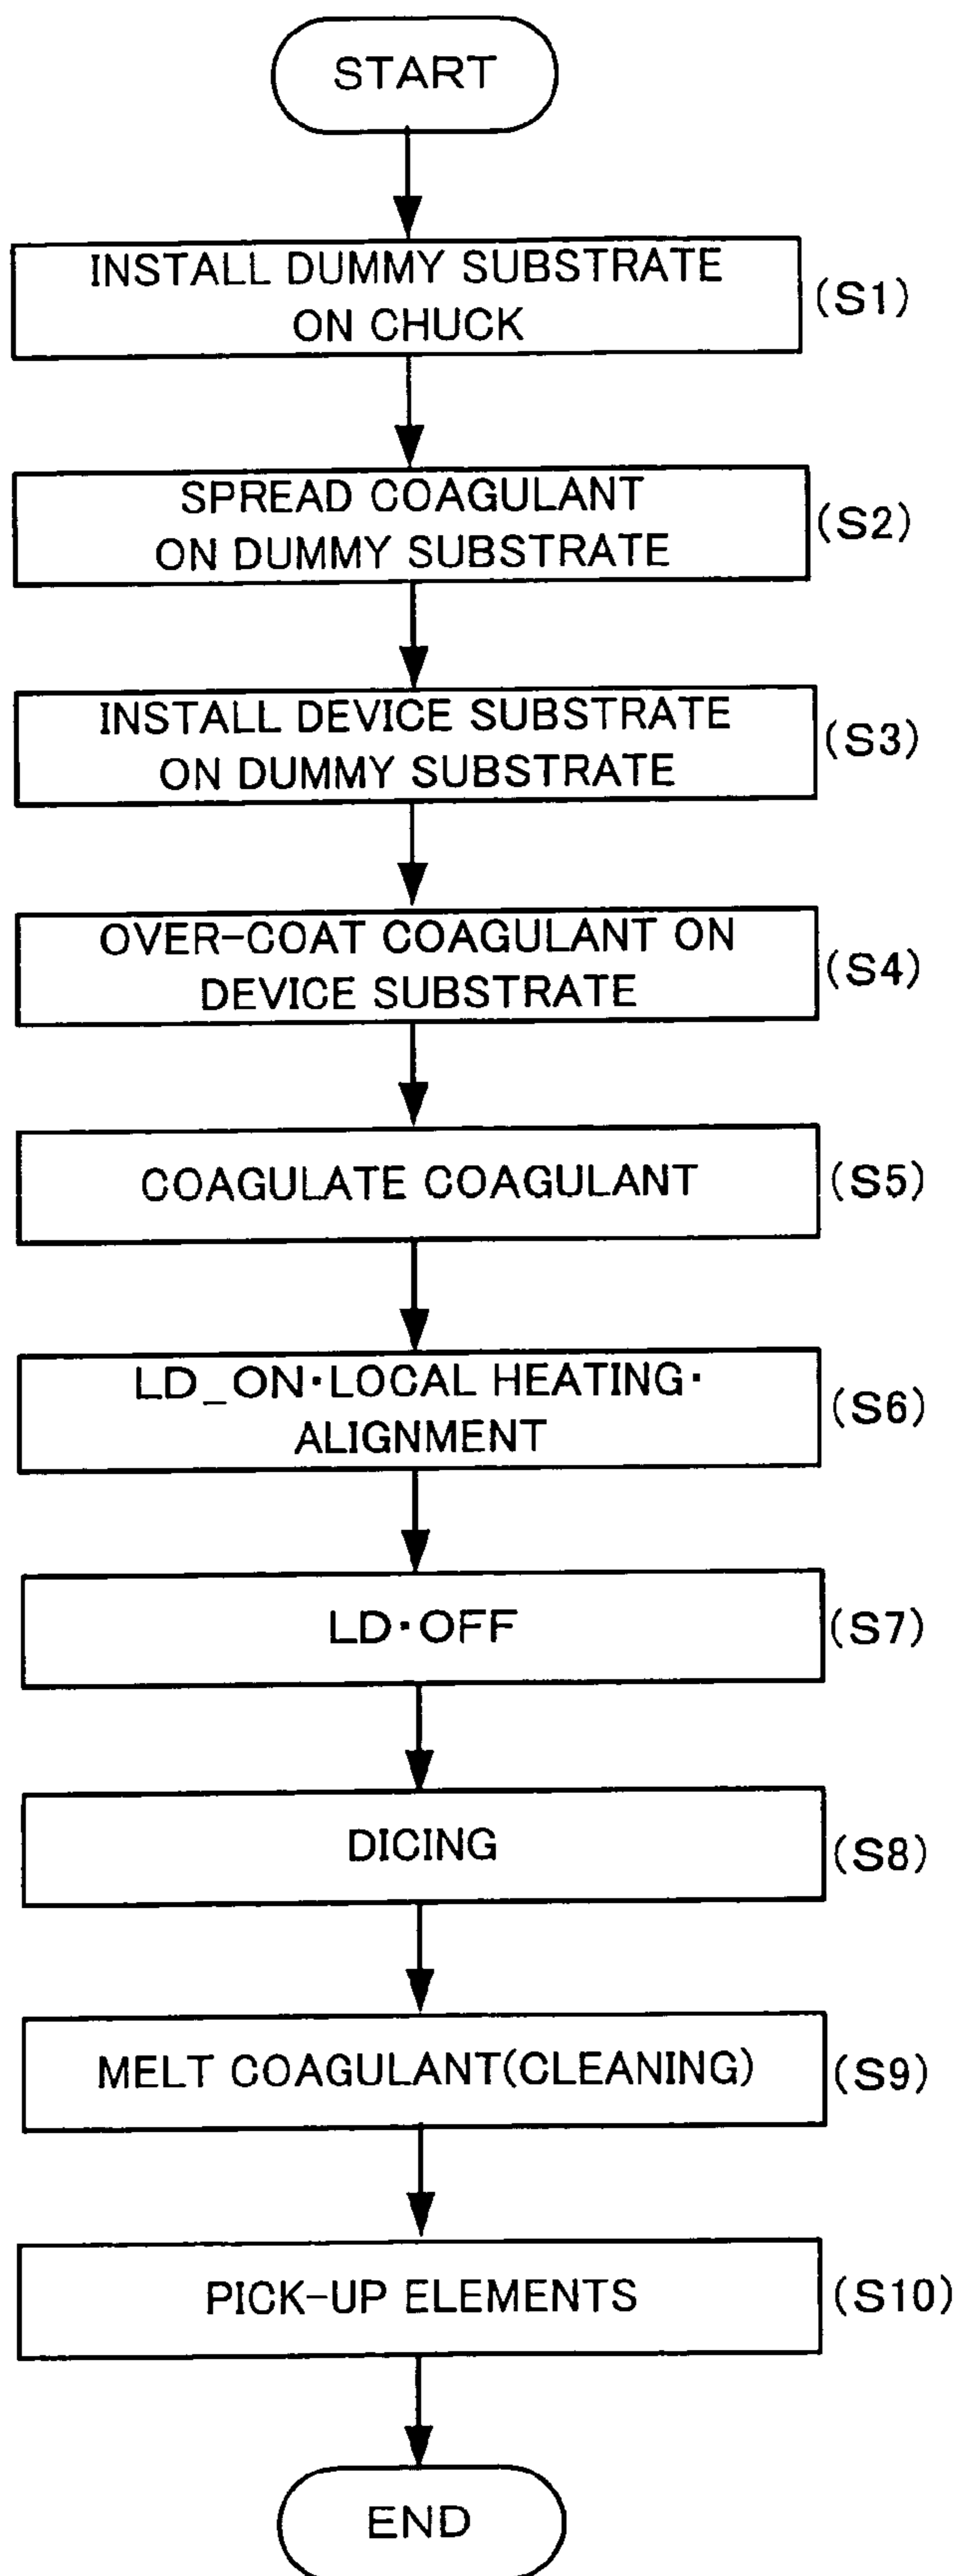 START
INSTALL DUMMY SUBSTRATE
ON CHUCK
(S1)
SPREAD COAGULANT
ON DUMMY SUBSTRATE
(S2)
INSTALL DEVICE SUBSTRATE
ON DUMMY SUBSTRATE
(S3)
OVER-COAT COAGULANT ON
DEVICE SUBSTRATE
(S4)
COAGULATE COAGULANT
(S5)
LD_ON·LOCAL HEATING·
ALIGNMENT
(S6)
LD·OFF
(S7)
DICING
(S8)
MELT COAGULANT(CLEANING)
(S9)
PICK-UP ELEMENTS
(S10)
END